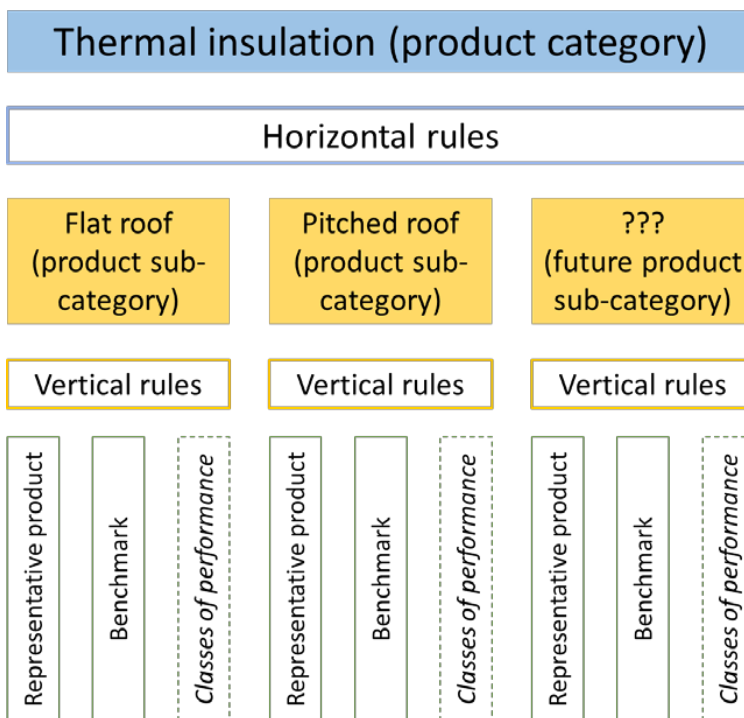 Thermal insulation (product category)
Horizontal rules
Flat roof
(product sub-
category)
Pitched roof
(product sub-
category)
???
(future product
sub-category)
Vertical rules
Vertical rules
Vertical rules
Representative product
Benchmark
Classes of performance
Representative product
Benchmark
Classes of performance
Representative product
Benchmark
Classes of performance